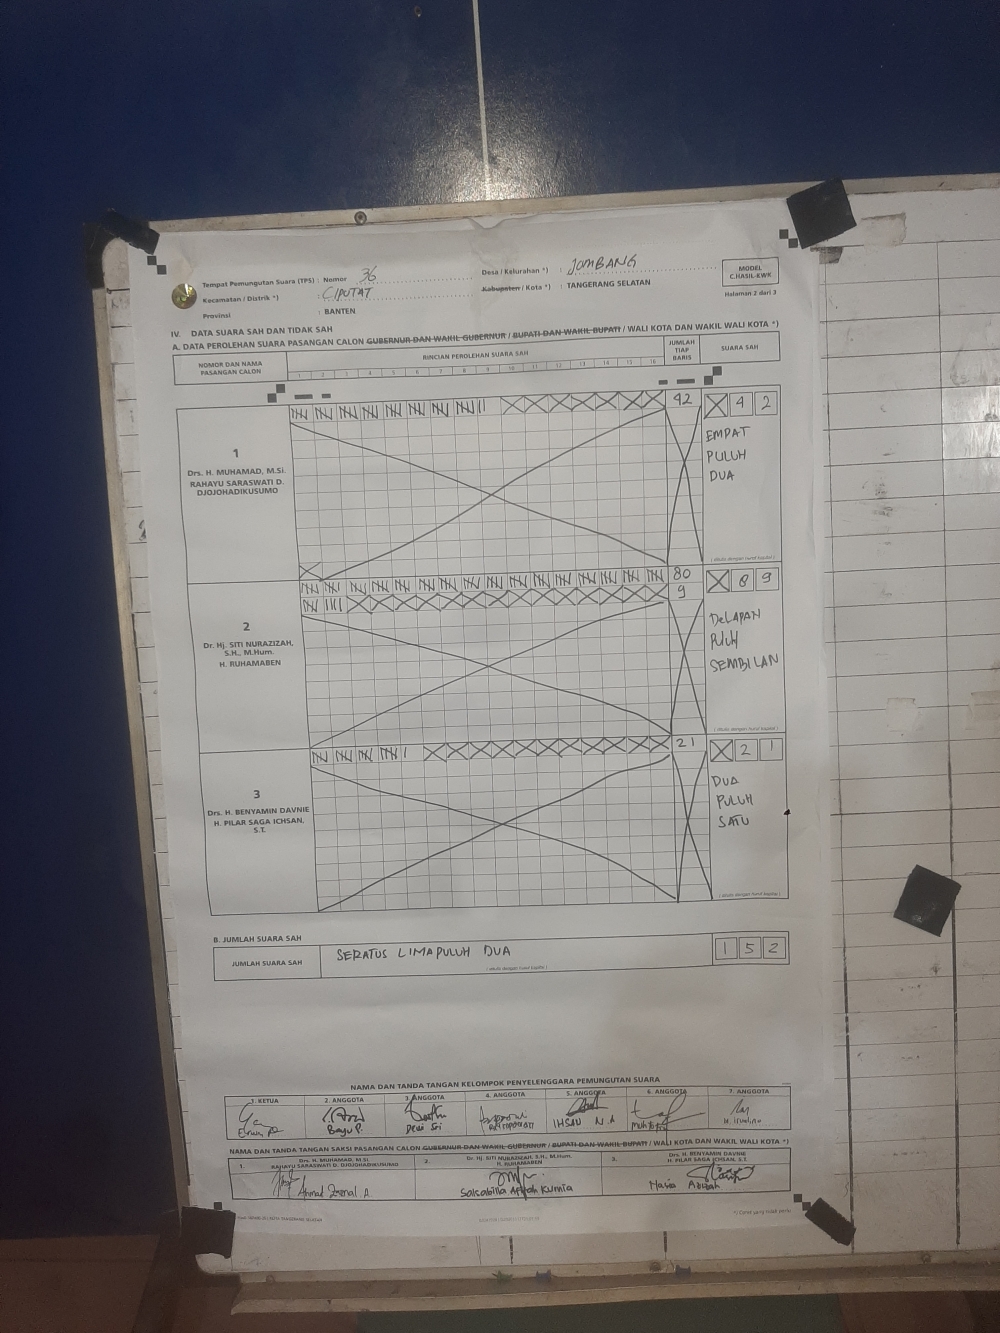 Tempat Pemungutan Suara (TPS) : Nomor 36
Kecamatan / Distrik *) : CIPUTAT
Provinsi : BANTEN
Desa / Kelurahan *) : JOMBANG
Kabupaten / Kota *) : TANGERANG SELATAN
MODEL
C.HASIL-KWK
Halaman 2 dari 3
IV. DATA SUARA SAH DAN TIDAK SAH
A. DATA PEROLEHAN SUARA PASANGAN CALON GUBERNUR DAN WAKIL GUBERNUR / BUPATI DAN WAKIL BUPATI / WALI KOTA DAN WAKIL WALI KOTA *)
NOMOR DAN NAMA
PASANGAN CALON
RINCIAN PEROLEHAN SUARA SAH
1 2 3 4 5 6 7 8 9 10 11 12 13 14 15 16
JUMLAH
TIAP
BARIS
SUARA SAH
1
Drs. H. MUHAMAD, M.Si.
RAHAYU SARASWATI D.
DJOJOHADIKUSUMO
42
X 4 2
EMPAT
PULUH
DUA
( ditulis dengan huruf kapital )
2
Dr. Hj. SITI NURAZIZAH,
S.H., M.Hum.
H. RUHAMABEN
80
9
X 8 9
DELAPAN
PULUH
SEMBILAN
( ditulis dengan huruf kapital )
3
Drs. H. BENYAMIN DAVNIE
H. PILAR SAGA ICHSAN,
S.T.
21
X 2 1
DUA
PULUH
SATU
( ditulis dengan huruf kapital )
B. JUMLAH SUARA SAH
JUMLAH SUARA SAH
SERATUS LIMA PULUH DUA
( ditulis dengan huruf kapital )
1 5 2
NAMA DAN TANDA TANGAN KELOMPOK PENYELENGGARA PEMUNGUTAN SUARA
1. KETUA 2. ANGGOTA 3. ANGGOTA 4. ANGGOTA 5. ANGGOTA 6. ANGGOTA 7. ANGGOTA
Bayu P. Dewi Sri IHSAN N.A
NAMA DAN TANDA TANGAN SAKSI PASANGAN CALON GUBERNUR DAN WAKIL GUBERNUR / BUPATI DAN WAKIL BUPATI / WALI KOTA DAN WAKIL WALI KOTA *)
1. Drs. H. MUHAMAD, M.Si.
RAHAYU SARASWATI D. DJOJOHADIKUSUMO
2. Dr. Hj. SITI NURAZIZAH, S.H., M.Hum.
H. RUHAMABEN
3. Drs. H. BENYAMIN DAVNIE
H. PILAR SAGA ICHSAN, S.T.
Ahmad Zaenal A.
Salsabilla Afifah Kurnia
*) Coret yang tidak perlu